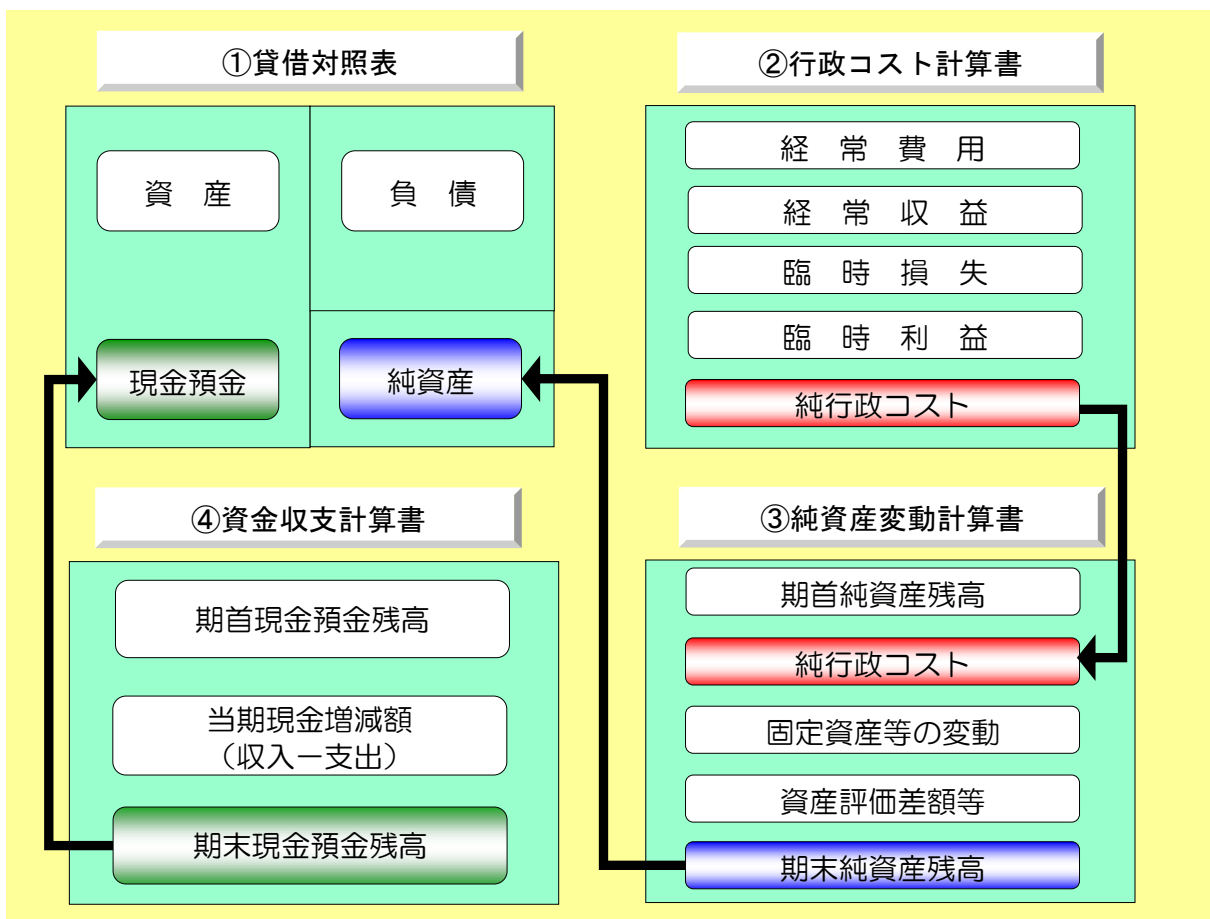 ①貸借対照表
資　産
負　債
現金預金
純資産
②行政コスト計算書
経　常　費　用
経　常　収　益
臨　時　損　失
臨　時　利　益
純行政コスト
④資金収支計算書
期首現金預金残高
当期現金増減額
（収入ー支出）
期末現金預金残高
③純資産変動計算書
期首純資産残高
純行政コスト
固定資産等の変動
資産評価差額等
期末純資産残高